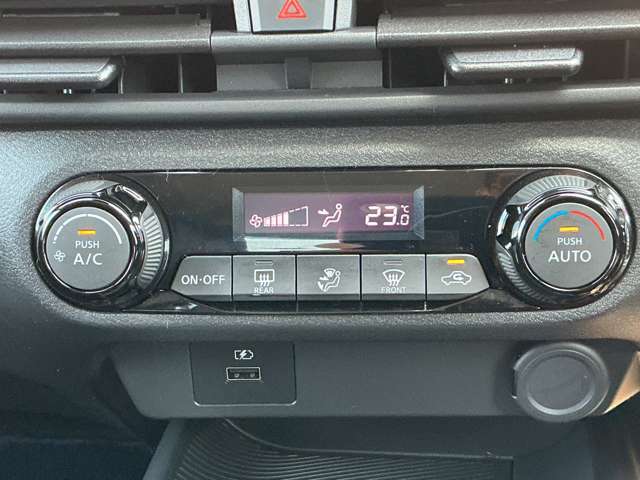 23.0 °C
PUSH
A/C
PUSH
AUTO
ON·OFF
REAR
FRONT